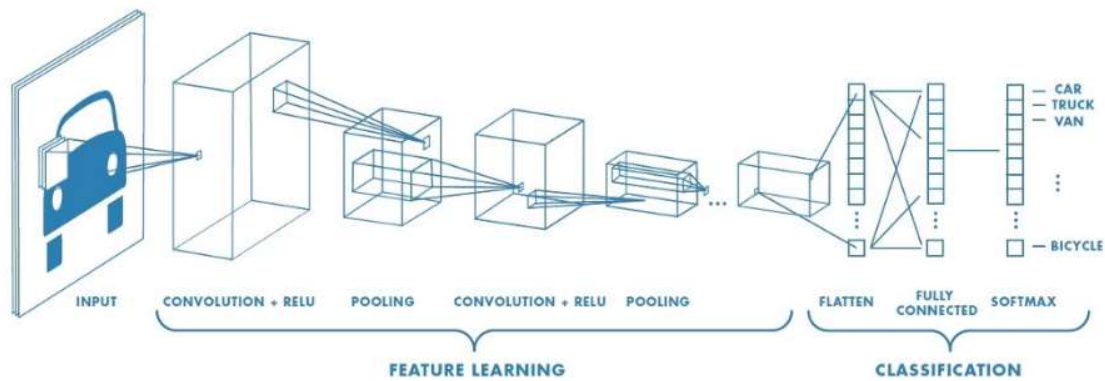 CAR
TRUCK
VAN
BICYCLE
INPUT
CONVOLUTION + RELU
POOLING
CONVOLUTION + RELU
POOLING
FLATTEN
FULLY
CONNECTED
SOFTMAX
FEATURE LEARNING
CLASSIFICATION